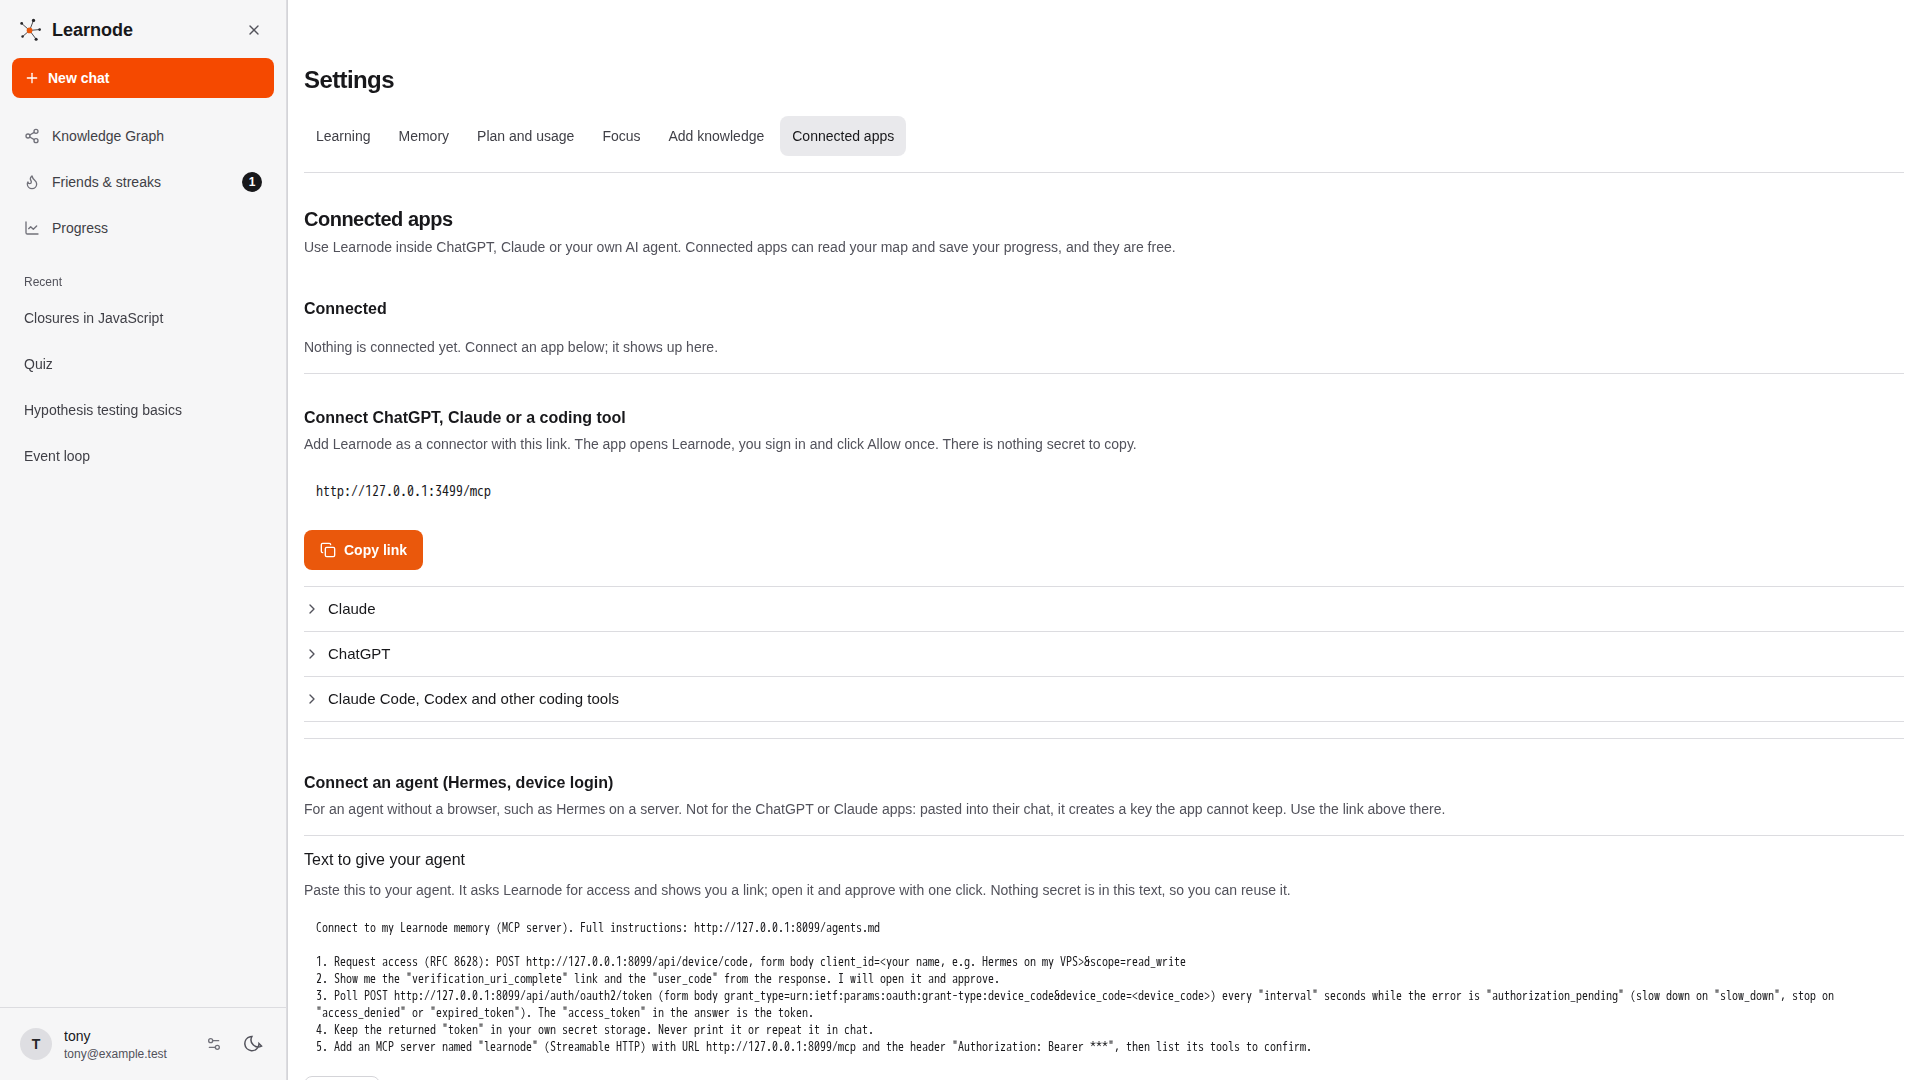 Learnode
New chat
Knowledge Graph
Friends & streaks
1
Progress
Recent
Closures in JavaScript
Quiz
Hypothesis testing basics
Event loop
T
tony
tony@example.test
Settings
Learning
Memory
Plan and usage
Focus
Add knowledge
Connected apps
Connected apps
Use Learnode inside ChatGPT, Claude or your own AI agent. Connected apps can read your map and save your progress, and they are free.
Connected
Nothing is connected yet. Connect an app below; it shows up here.
Connect ChatGPT, Claude or a coding tool
Add Learnode as a connector with this link. The app opens Learnode, you sign in and click Allow once. There is nothing secret to copy.
http://127.0.0.1:3499/mcp
Copy link
Claude
ChatGPT
Claude Code, Codex and other coding tools
Connect an agent (Hermes, device login)
For an agent without a browser, such as Hermes on a server. Not for the ChatGPT or Claude apps: pasted into their chat, it creates a key the app cannot keep. Use the link above there.
Text to give your agent
Paste this to your agent. It asks Learnode for access and shows you a link; open it and approve with one click. Nothing secret is in this text, so you can reuse it.
Connect to my Learnode memory (MCP server). Full instructions: http://127.0.0.1:8099/agents.md
1. Request access (RFC 8628): POST http://127.0.0.1:8099/api/device/code, form body client_id=<your name, e.g. Hermes on my VPS>&scope=read_write
2. Show me the "verification_uri_complete" link and the "user_code" from the response. I will open it and approve.
3. Poll POST http://127.0.0.1:8099/api/auth/oauth2/token (form body grant_type=urn:ietf:params:oauth:grant-type:device_code&device_code=<device_code>) every "interval" seconds while the error is "authorization_pending" (slow down on "slow_down", stop on
"access_denied" or "expired_token"). The "access_token" in the answer is the token.
4. Keep the returned "token" in your own secret storage. Never print it or repeat it in chat.
5. Add an MCP server named "learnode" (Streamable HTTP) with URL http://127.0.0.1:8099/mcp and the header "Authorization: Bearer ***", then list its tools to confirm.